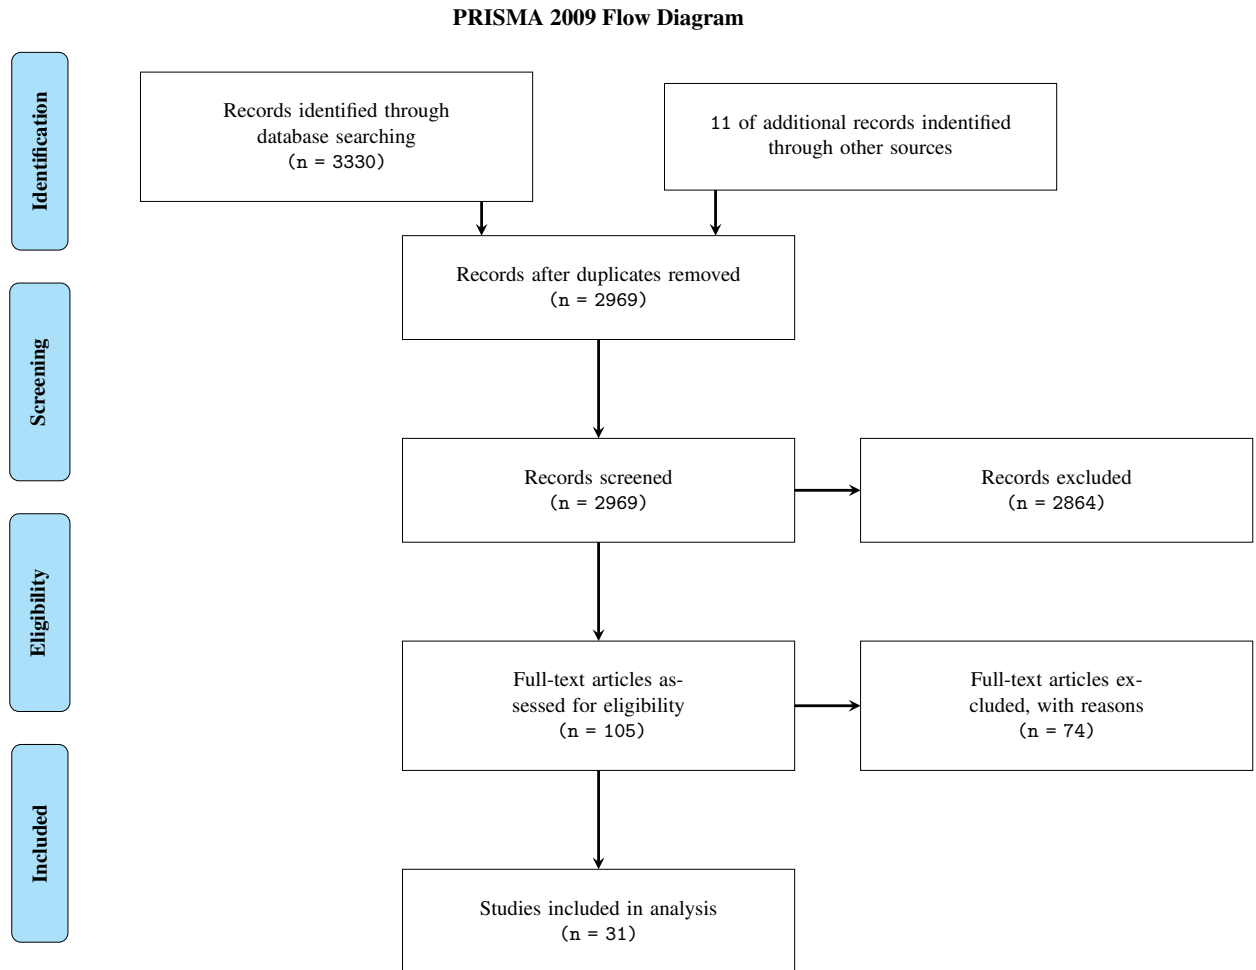 PRISMA 2009 Flow Diagram
Identification
Records identified through
database searching
(n = 3330)
11 of additional records indentified
through other sources
Records after duplicates removed
(n = 2969)
Screening
Records screened
(n = 2969)
Records excluded
(n = 2864)
Eligibility
Full-text articles as-
sessed for eligibility
(n = 105)
Full-text articles ex-
cluded, with reasons
(n = 74)
Included
Studies included in analysis
(n = 31)